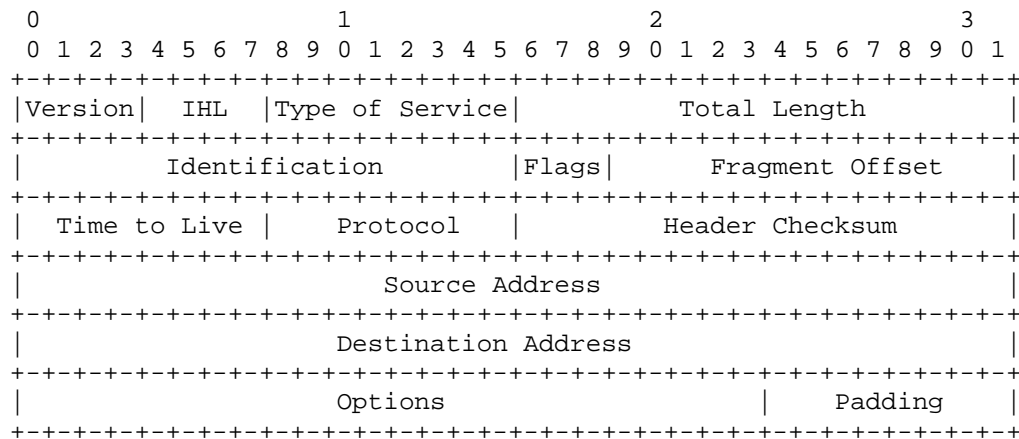 0                   1                   2                   3
0 1 2 3 4 5 6 7 8 9 0 1 2 3 4 5 6 7 8 9 0 1 2 3 4 5 6 7 8 9 0 1
+-+-+-+-+-+-+-+-+-+-+-+-+-+-+-+-+-+-+-+-+-+-+-+-+-+-+-+-+-+-+-+-+
|Version|  IHL  |Type of Service|          Total Length         |
+-+-+-+-+-+-+-+-+-+-+-+-+-+-+-+-+-+-+-+-+-+-+-+-+-+-+-+-+-+-+-+-+
|         Identification        |Flags|      Fragment Offset    |
+-+-+-+-+-+-+-+-+-+-+-+-+-+-+-+-+-+-+-+-+-+-+-+-+-+-+-+-+-+-+-+-+
|  Time to Live |    Protocol   |         Header Checksum       |
+-+-+-+-+-+-+-+-+-+-+-+-+-+-+-+-+-+-+-+-+-+-+-+-+-+-+-+-+-+-+-+-+
|                       Source Address                          |
+-+-+-+-+-+-+-+-+-+-+-+-+-+-+-+-+-+-+-+-+-+-+-+-+-+-+-+-+-+-+-+-+
|                    Destination Address                        |
+-+-+-+-+-+-+-+-+-+-+-+-+-+-+-+-+-+-+-+-+-+-+-+-+-+-+-+-+-+-+-+-+
|                    Options                    |    Padding    |
+-+-+-+-+-+-+-+-+-+-+-+-+-+-+-+-+-+-+-+-+-+-+-+-+-+-+-+-+-+-+-+-+